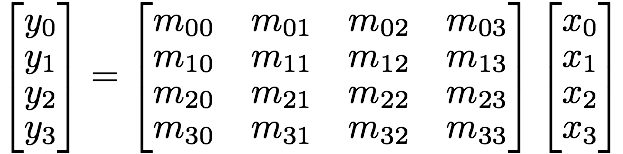 [y₀] = [m₀₀ m₀₁ m₀₂ m₀₃] [x₀]
[y₁] = [m₁₀ m₁₁ m₁₂ m₁₃] [x₁]
[y₂] = [m₂₀ m₂₁ m₂₂ m₂₃] [x₂]
[y₃] = [m₃₀ m₃₁ m₃₂ m₃₃] [x₃]